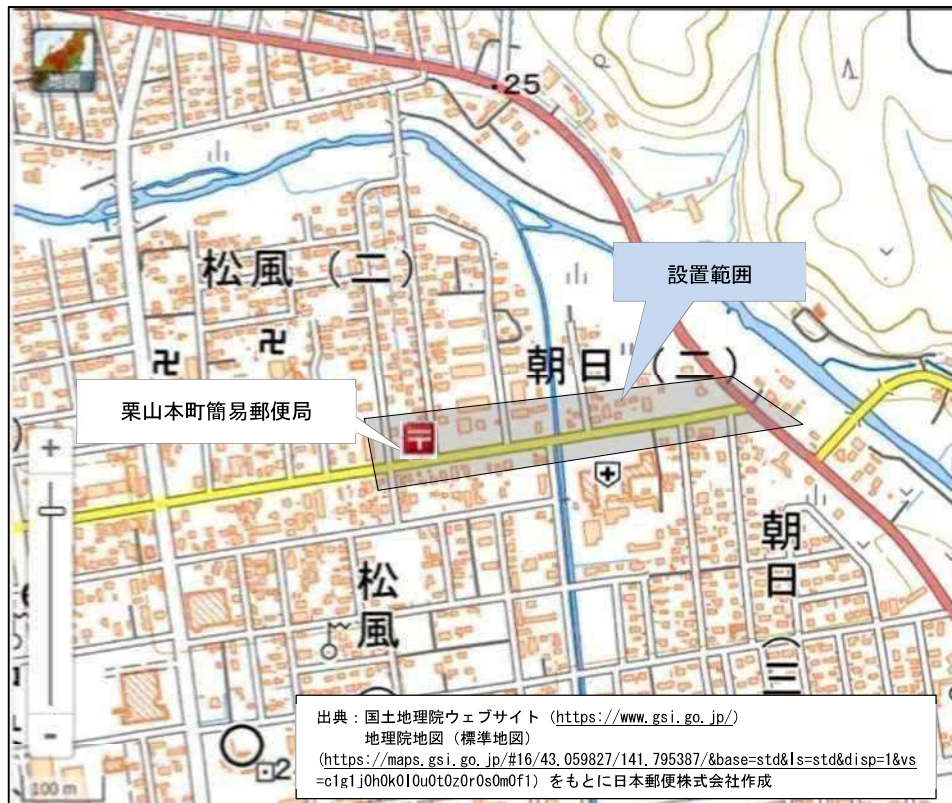 地図
・25
松風（二）
設置範囲
朝日（二）
栗山本町簡易郵便局
朝日（三
松風（
2
100 m
出典：国土地理院ウェブサイト（https://www.gsi.go.jp/）
地理院地図（標準地図）
（https://maps.gsi.go.jp/#16/43.059827/141.795387/&base=std&ls=std&disp=1&vs
=c1g1j0h0k0l0u0t0z0r0s0m0f1）をもとに日本郵便株式会社作成